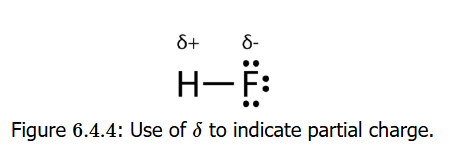 δ+ δ-
H—F:
Figure 6.4.4: Use of δ to indicate partial charge.